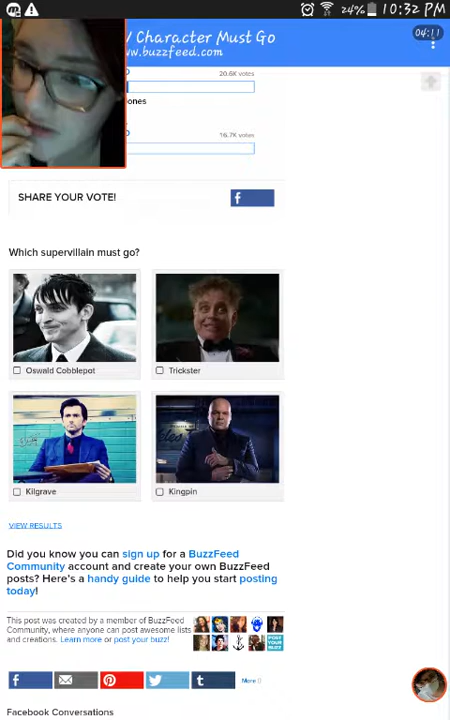 24% 10:32 PM
/ Character Must Go
04:11
ww.buzzfeed.com
20.6K votes
ones
16.7K votes
SHARE YOUR VOTE!
f
Which supervillain must go?
Oswald Cobblepot
Trickster
Kilgrave
Kingpin
VIEW RESULTS
Did you know you can sign up for a BuzzFeed
Community account and create your own BuzzFeed
posts? Here's a handy guide to help you start posting
today!
This post was created by a member of BuzzFeed
Community, where anyone can post awesome lists
and creations. Learn more or post your buzz!
POST YOUR BUZZ
f
t
More
Facebook Conversations